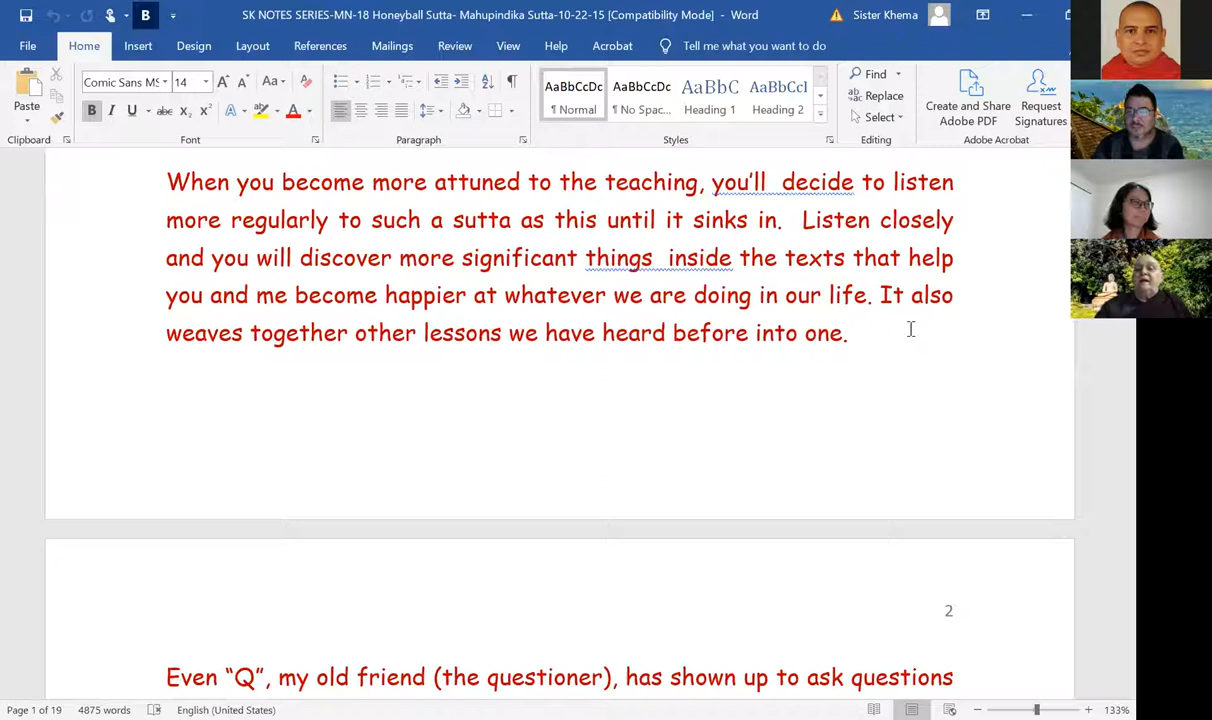 SK NOTES SERIES-MN-18 Honeyball Sutta- Mahupindika Sutta-10-22-15 [Compatibility Mode] - Word
Sister Khema
File Home Insert Design Layout References Mailings Review View Help Acrobat Tell me what you want to do
Paste
Comic Sans MS 14
Clipboard Font Paragraph
AaBbCcDc AaBbCcDc AaBbC AaBbCcl
¶ Normal ¶ No Spac... Heading 1 Heading 2
Styles
Find
Replace
Select
Editing
Create and Share Adobe PDF
Request Signatures
Adobe Acrobat
When you become more attuned to the teaching, you'll decide to listen
more regularly to such a sutta as this until it sinks in. Listen closely
and you will discover more significant things inside the texts that help
you and me become happier at whatever we are doing in our life. It also
weaves together other lessons we have heard before into one.
2
Even "Q", my old friend (the questioner), has shown up to ask questions
Page 1 of 19 4875 words English (United States) 133%